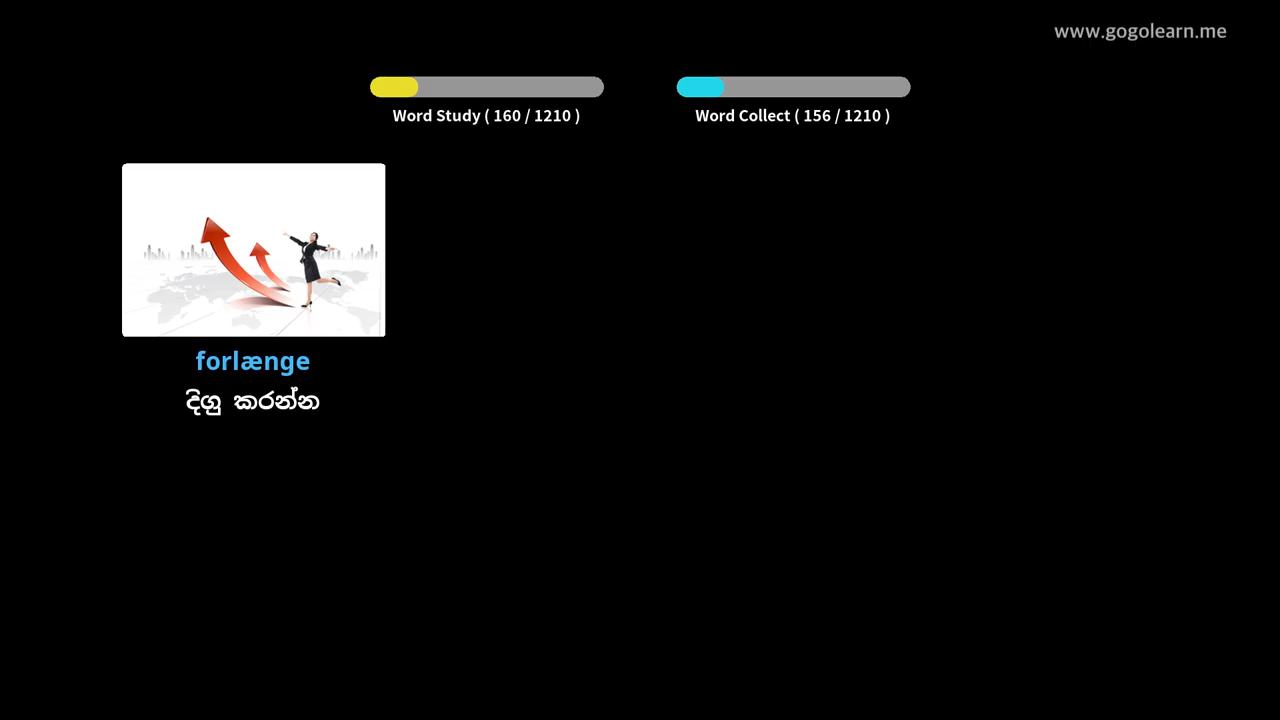 www.gogolearn.me
Word Study ( 160 / 1210 )
Word Collect ( 156 / 1210 )
forlænge
දිගු කරන්න